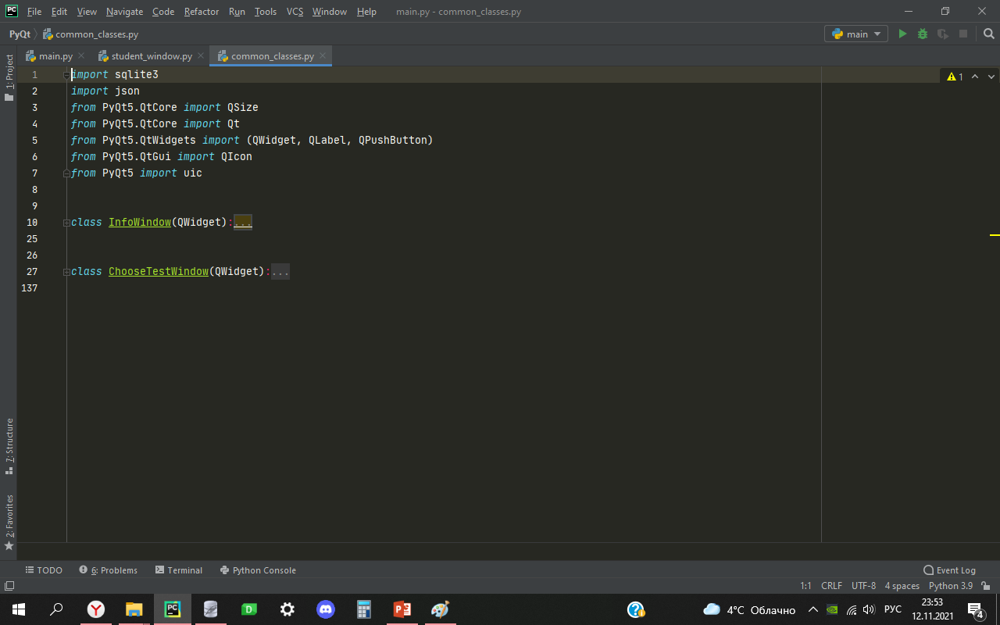 PC File Edit View Navigate Code Refactor Run Tools VCS Window Help main.py - common_classes.py
PyQt common_classes.py main
main.py student_window.py common_classes.py
1: Project
1 import sqlite3
1
2 import json
3 from PyQt5.QtCore import QSize
4 from PyQt5.QtCore import Qt
5 from PyQt5.QtWidgets import (QWidget, QLabel, QPushButton)
6 from PyQt5.QtGui import QIcon
7 from PyQt5 import uic
8
9
10 class InfoWindow(QWidget):...
25
26
27 class ChooseTestWindow(QWidget):...
137
7: Structure
2: Favorites
TODO 6: Problems Terminal Python Console Event Log
1:1 CRLF UTF-8 4 spaces Python 3.9
Y PC D P ? 4°C Облачно РУС 23:53
12.11.2021 4